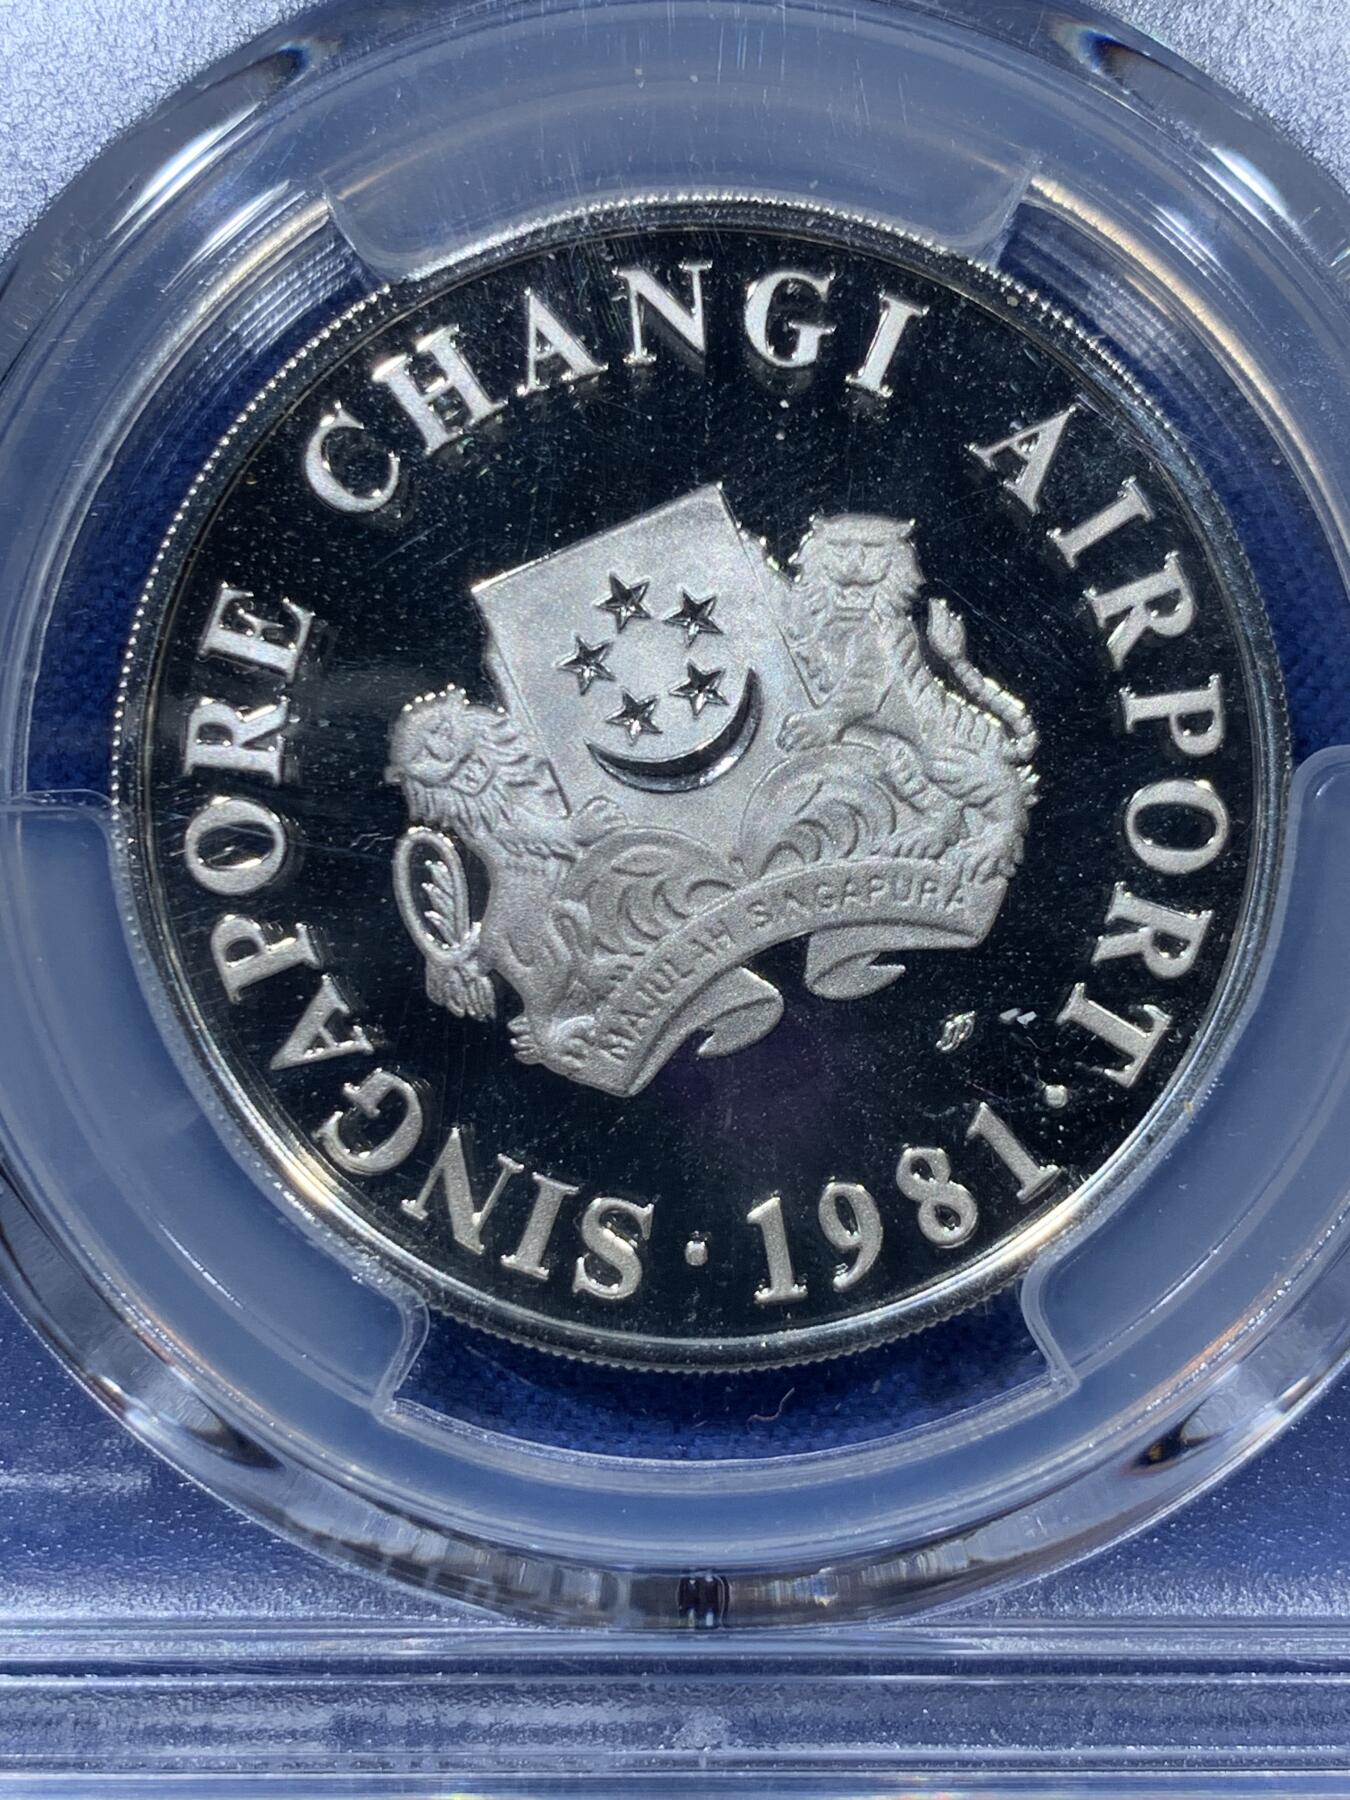 SINGAPORE CHANGI AIRPORT · 1981 ·
MAJULAH SINGAPURA